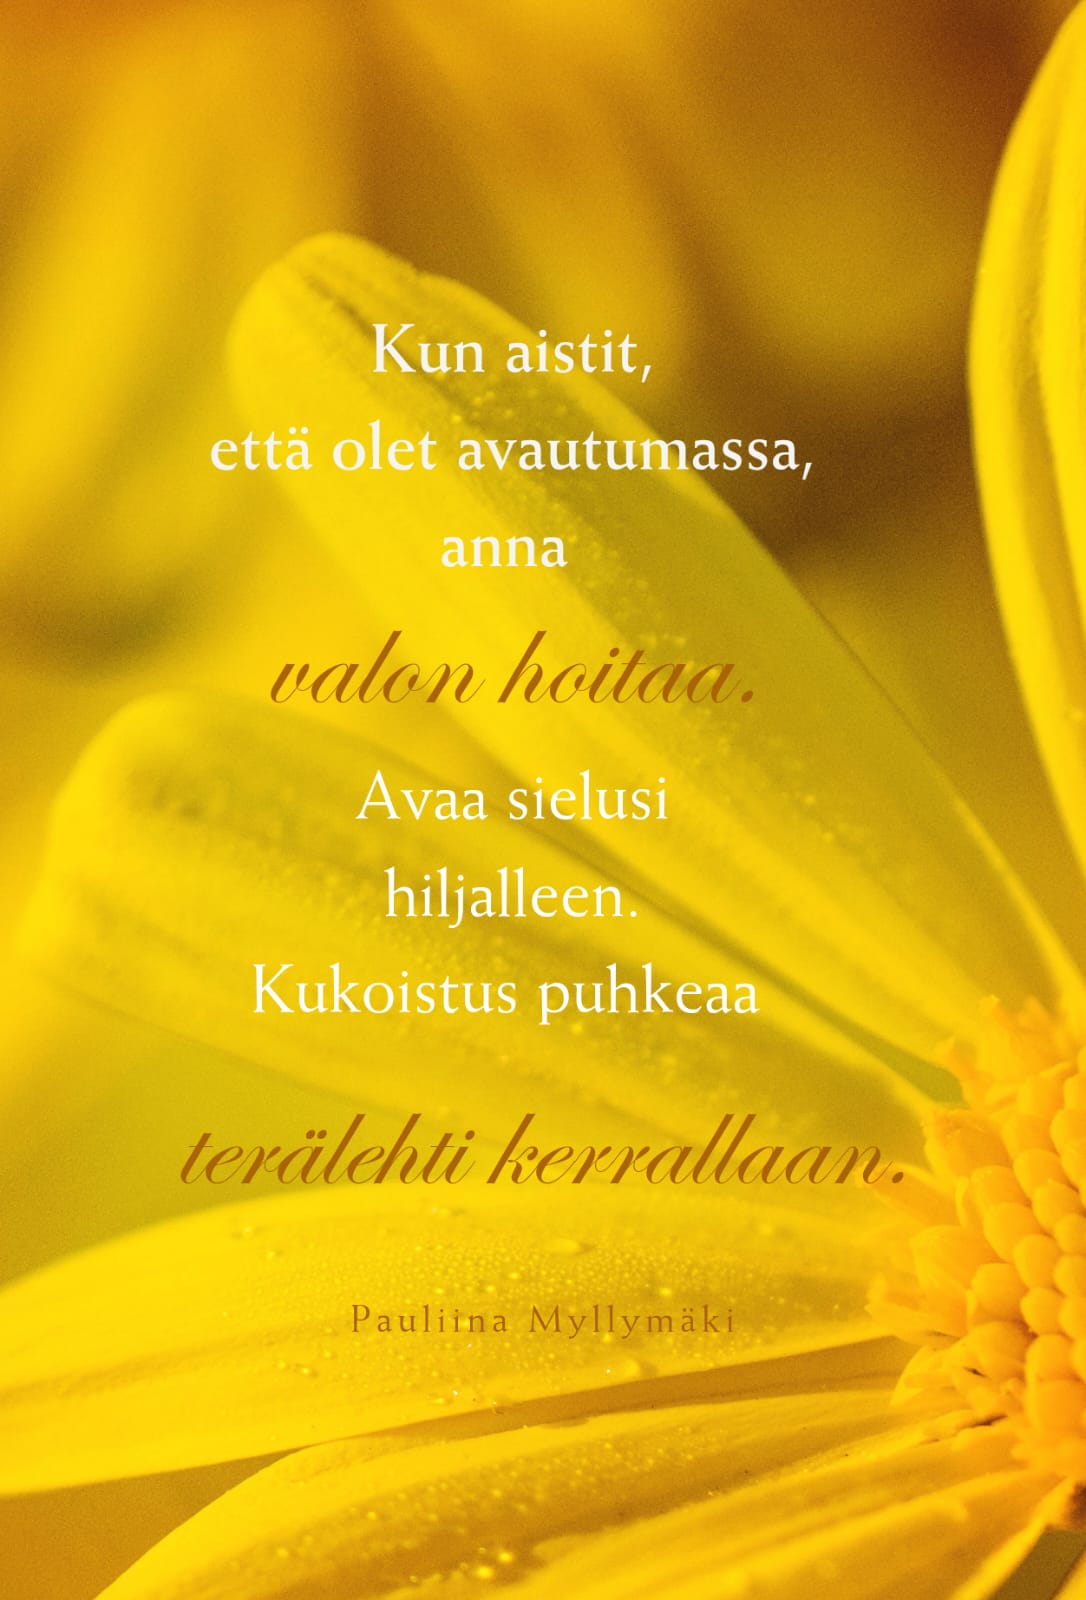 Kun aistit,
että olet avautumassa,
anna
valon hoitaa.
Avaa sielusi
hiljalleen.
Kukoistus puhkeaa
terälehti kerrallaan.
Pauliina Myllymäki